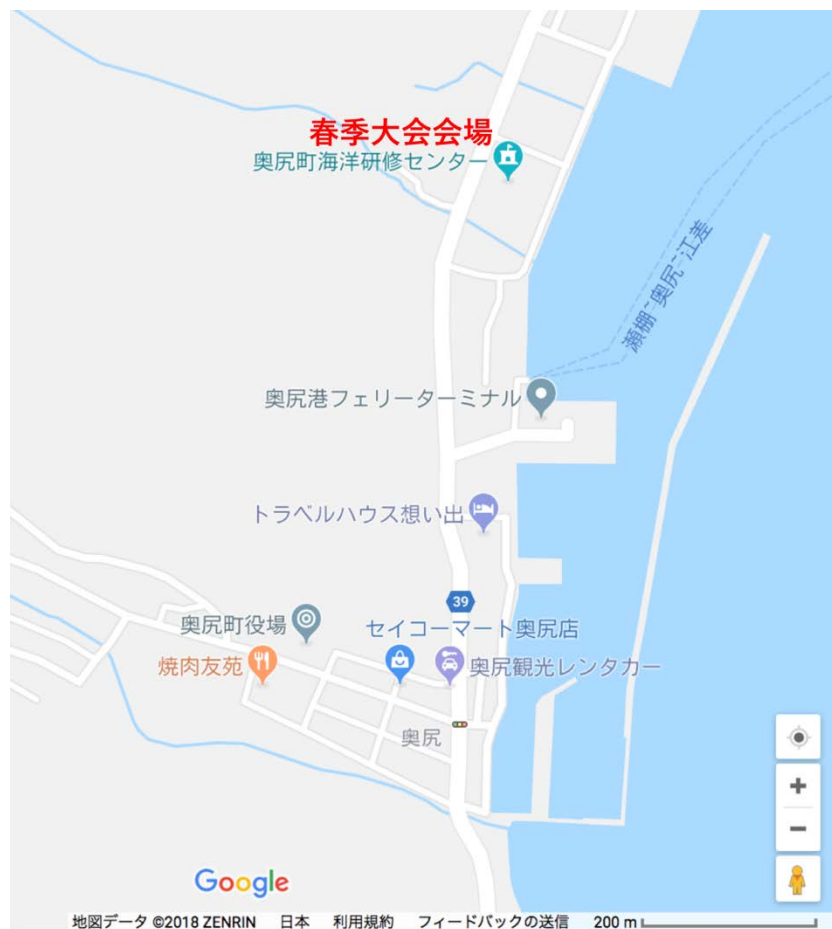 春季大会会場
奥尻町海洋研修センター
瀬棚~奥尻~江差
奥尻港フェリーターミナル
トラベルハウス想い出
39
奥尻町役場
セイコーマート奥尻店
焼肉友苑
奥尻観光レンタカー
奥尻
Google
地図データ ©2018 ZENRIN 日本 利用規約 フィードバックの送信 200 m